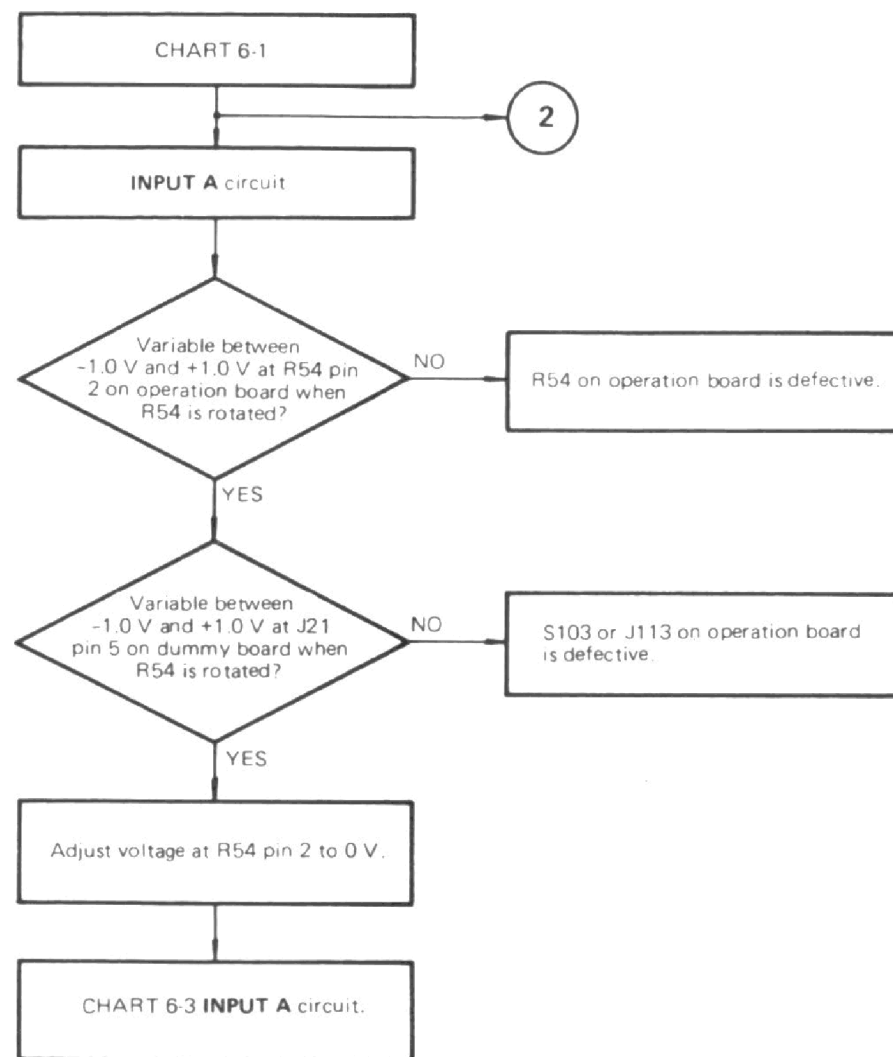 CHART 6-1
2
INPUT A circuit
Variable between
-1.0 V and +1.0 V at R54 pin
2 on operation board when
R54 is rotated?
NO
R54 on operation board is defective.
YES
Variable between
-1.0 V and +1.0 V at J21
pin 5 on dummy board when
R54 is rotated?
NO
S103 or J113 on operation board
is defective.
YES
Adjust voltage at R54 pin 2 to 0 V.
CHART 6-3 INPUT A circuit.